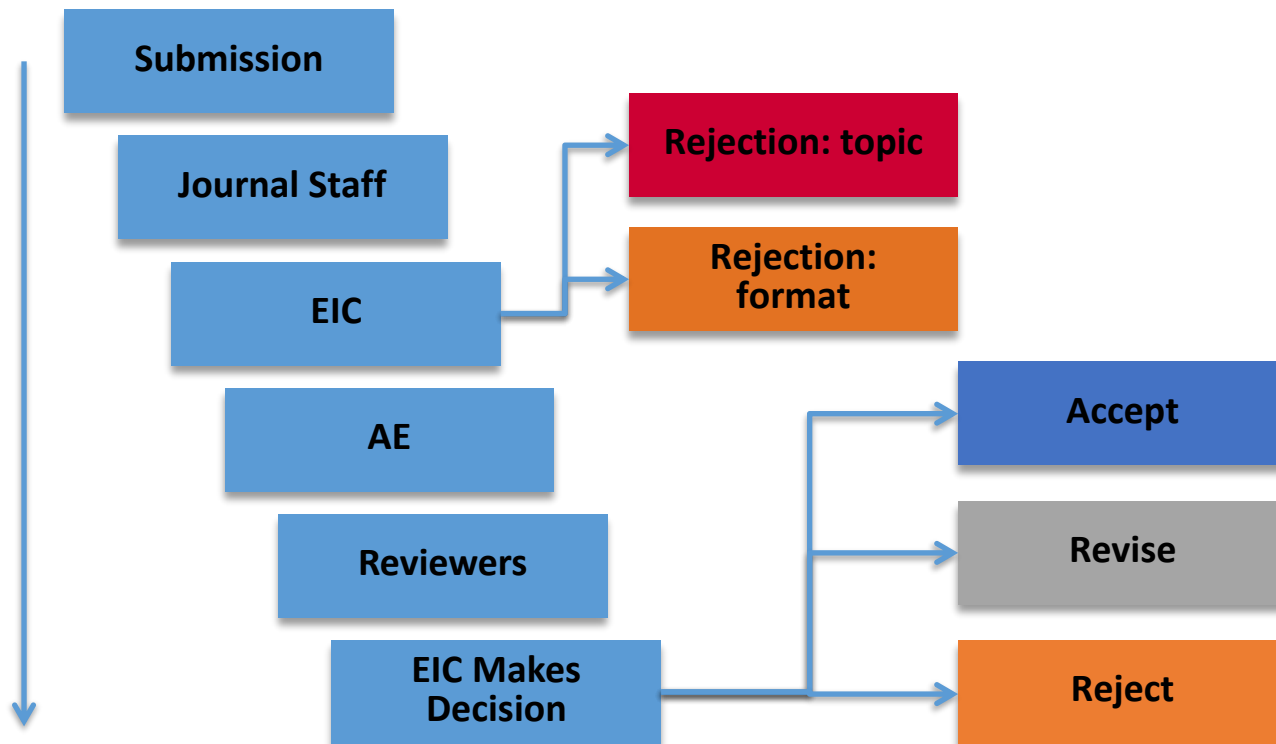 Submission
Journal Staff
EIC
AE
Reviewers
EIC Makes
Decision
Rejection: topic
Rejection:
format
Accept
Revise
Reject